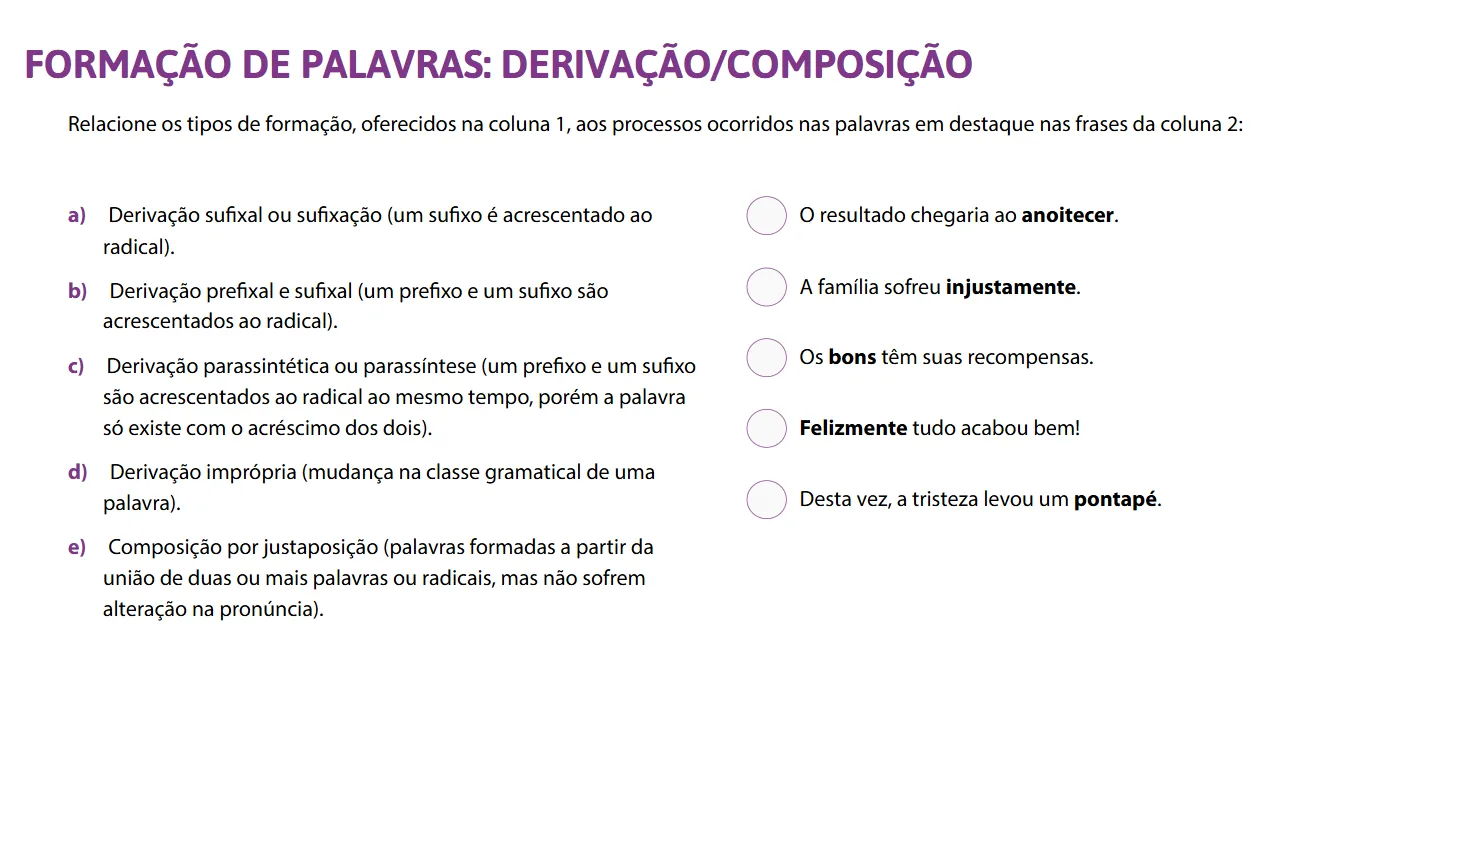 FORMAÇÃO DE PALAVRAS: DERIVAÇÃO/COMPOSIÇÃO
Relacione os tipos de formação, oferecidos na coluna 1, aos processos ocorridos nas palavras em destaque nas frases da coluna 2:
a) Derivação sufixal ou sufixação (um sufixo é acrescentado ao
radical).
b) Derivação prefixal e sufixal (um prefixo e um sufixo são
acrescentados ao radical).
c) Derivação parassintética ou parassíntese (um prefixo e um sufixo
são acrescentados ao radical ao mesmo tempo, porém a palavra
só existe com o acréscimo dos dois).
d) Derivação imprópria (mudança na classe gramatical de uma
palavra).
e) Composição por justaposição (palavras formadas a partir da
união de duas ou mais palavras ou radicais, mas não sofrem
alteração na pronúncia).
O resultado chegaria ao anoitecer.
A família sofreu injustamente.
Os bons têm suas recompensas.
Felizmente tudo acabou bem!
Desta vez, a tristeza levou um pontapé.